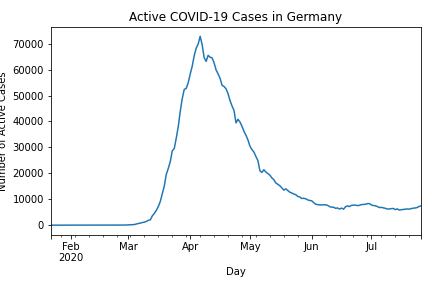 Active COVID-19 Cases in Germany
Number of Active Cases
70000
60000
50000
40000
30000
20000
10000
0
Feb Mar Apr May Jun Jul
2020
Day